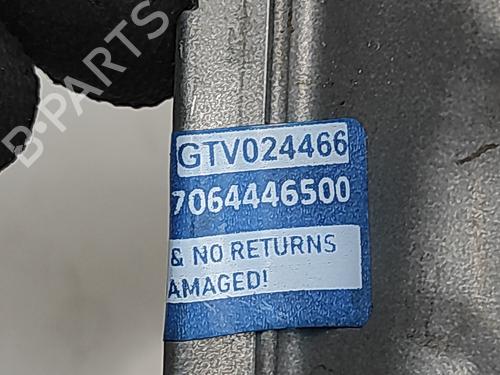 B-PARTS
GTV024466
7064446500
& NO RETURNS
AMAGED!